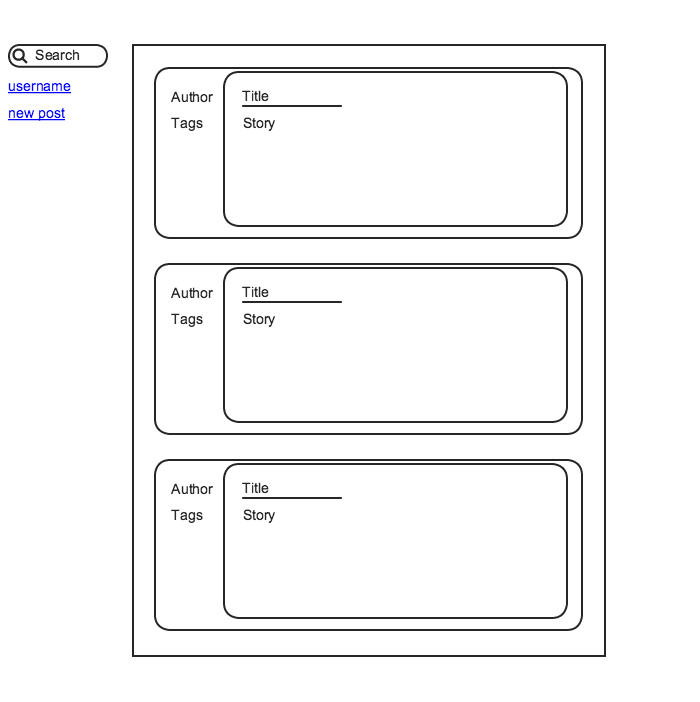 Search
username
new post
Author
Tags
Title
Story
Author
Tags
Title
Story
Author
Tags
Title
Story